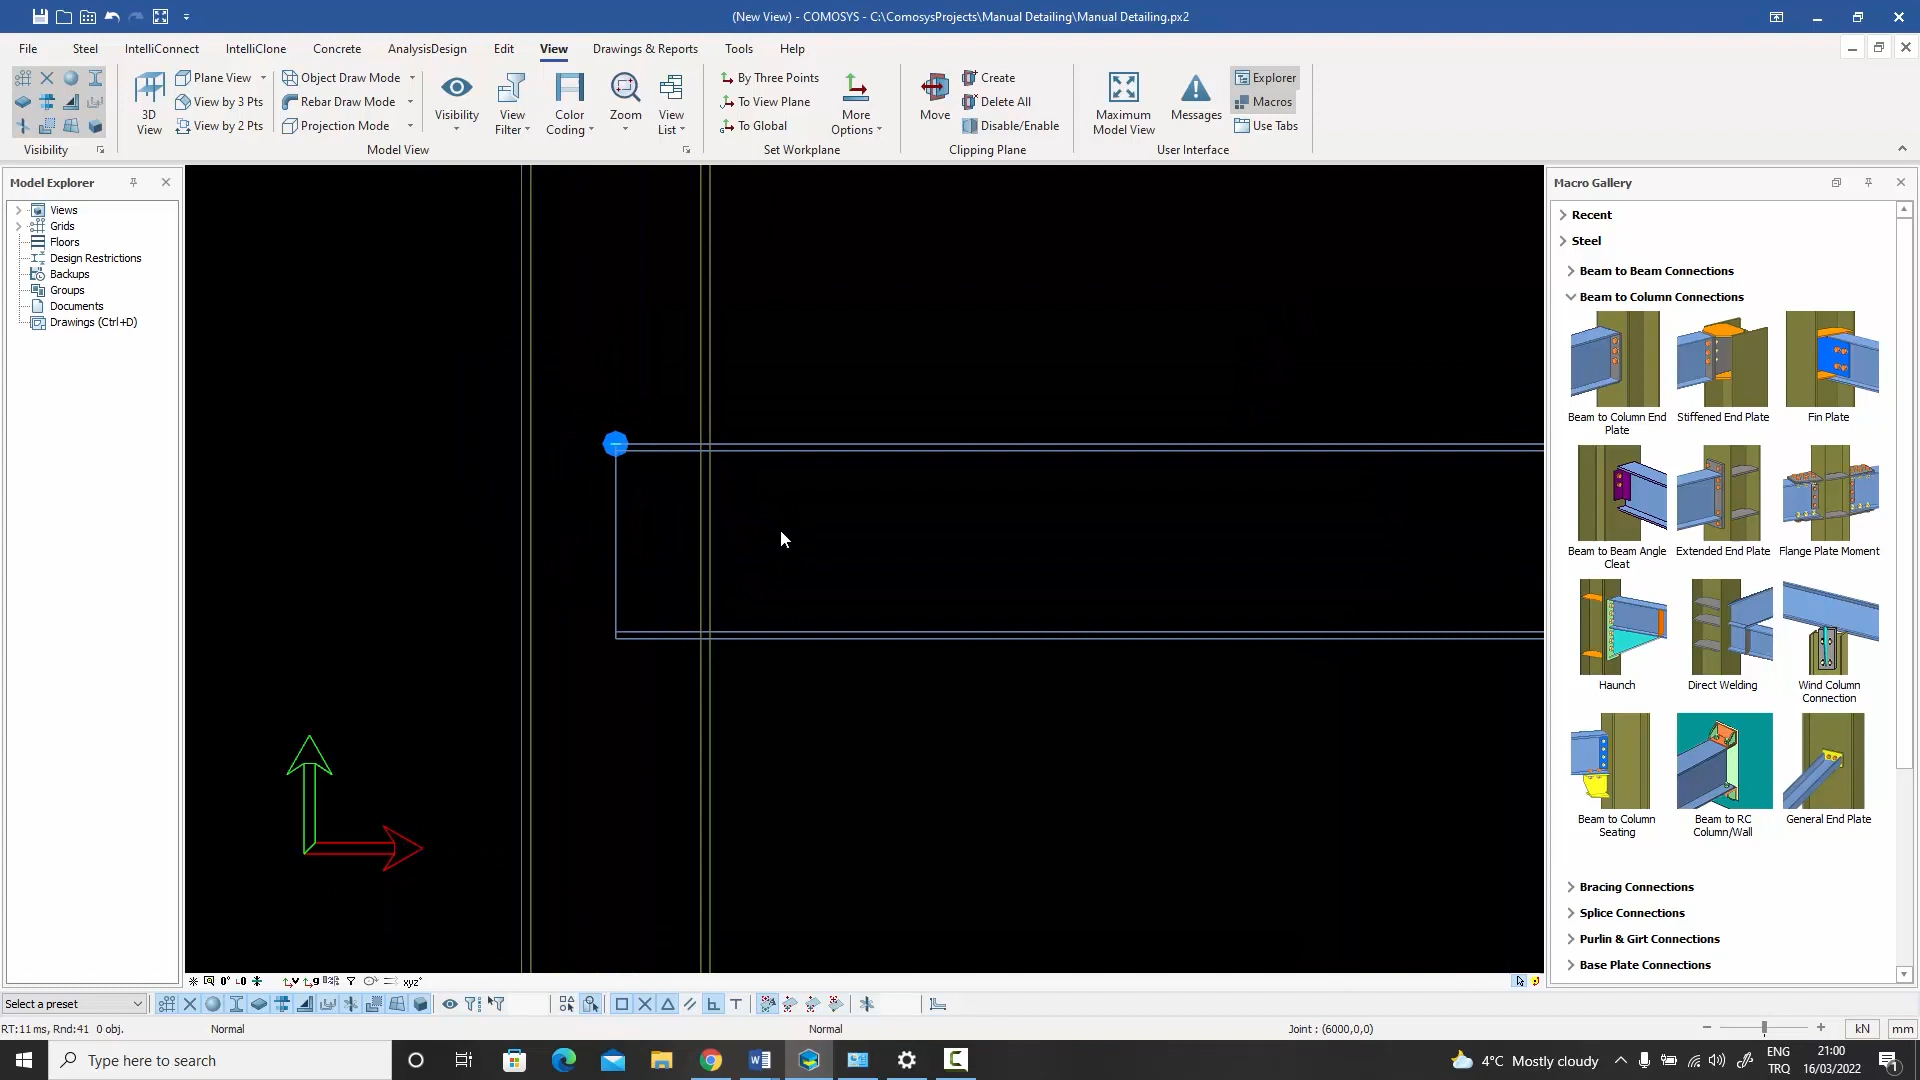 (New View) - COMOSYS - C:\ComosysProjects\Manual Detailing\Manual Detailing.px2
File Steel IntelliConnect IntelliClone Concrete AnalysisDesign Edit View Drawings & Reports Tools Help
Plane View
View by 3 Pts
View by 2 Pts
3D View
Object Draw Mode
Rebar Draw Mode
Projection Mode
Visibility
View Filter
Color Coding
Zoom
View List
By Three Points
To View Plane
To Global
More Options
Move
Create
Delete All
Disable/Enable
Maximum Model View
Messages
Explorer
Macros
Use Tabs
Visibility
Model View
Set Workplane
Clipping Plane
User Interface
Model Explorer
Views
Grids
Floors
Design Restrictions
Backups
Groups
Documents
Drawings (Ctrl+D)
Macro Gallery
Recent
Steel
Beam to Beam Connections
Beam to Column Connections
Beam to Column End Plate
Stiffened End Plate
Fin Plate
Beam to Beam Angle Cleat
Extended End Plate
Flange Plate Moment
Haunch
Direct Welding
Wind Column Connection
Beam to Column Seating
Beam to RC Column/Wall
General End Plate
Bracing Connections
Splice Connections
Purlin & Girt Connections
Base Plate Connections
xyz
Select a preset
RT:11ms, Rnd:41 0 obj.
Normal
Normal
Joint : (6000,0,0)
kN
mm
Type here to search
4°C Mostly cloudy
ENG
TRQ
21:00
16/03/2022
1